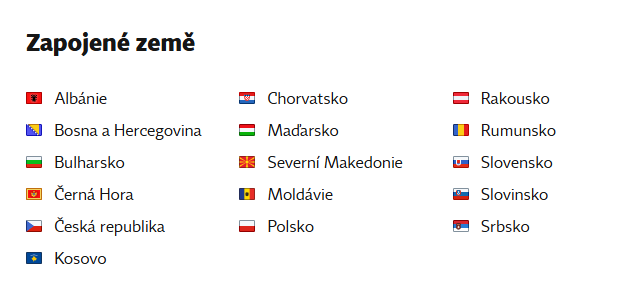 Zapojené země
Albánie
Bosna a Hercegovina
Bulharsko
Černá Hora
Česká republika
Kosovo
Chorvatsko
Maďarsko
Severní Makedonie
Moldávie
Polsko
Rakousko
Rumunsko
Slovensko
Slovinsko
Srbsko